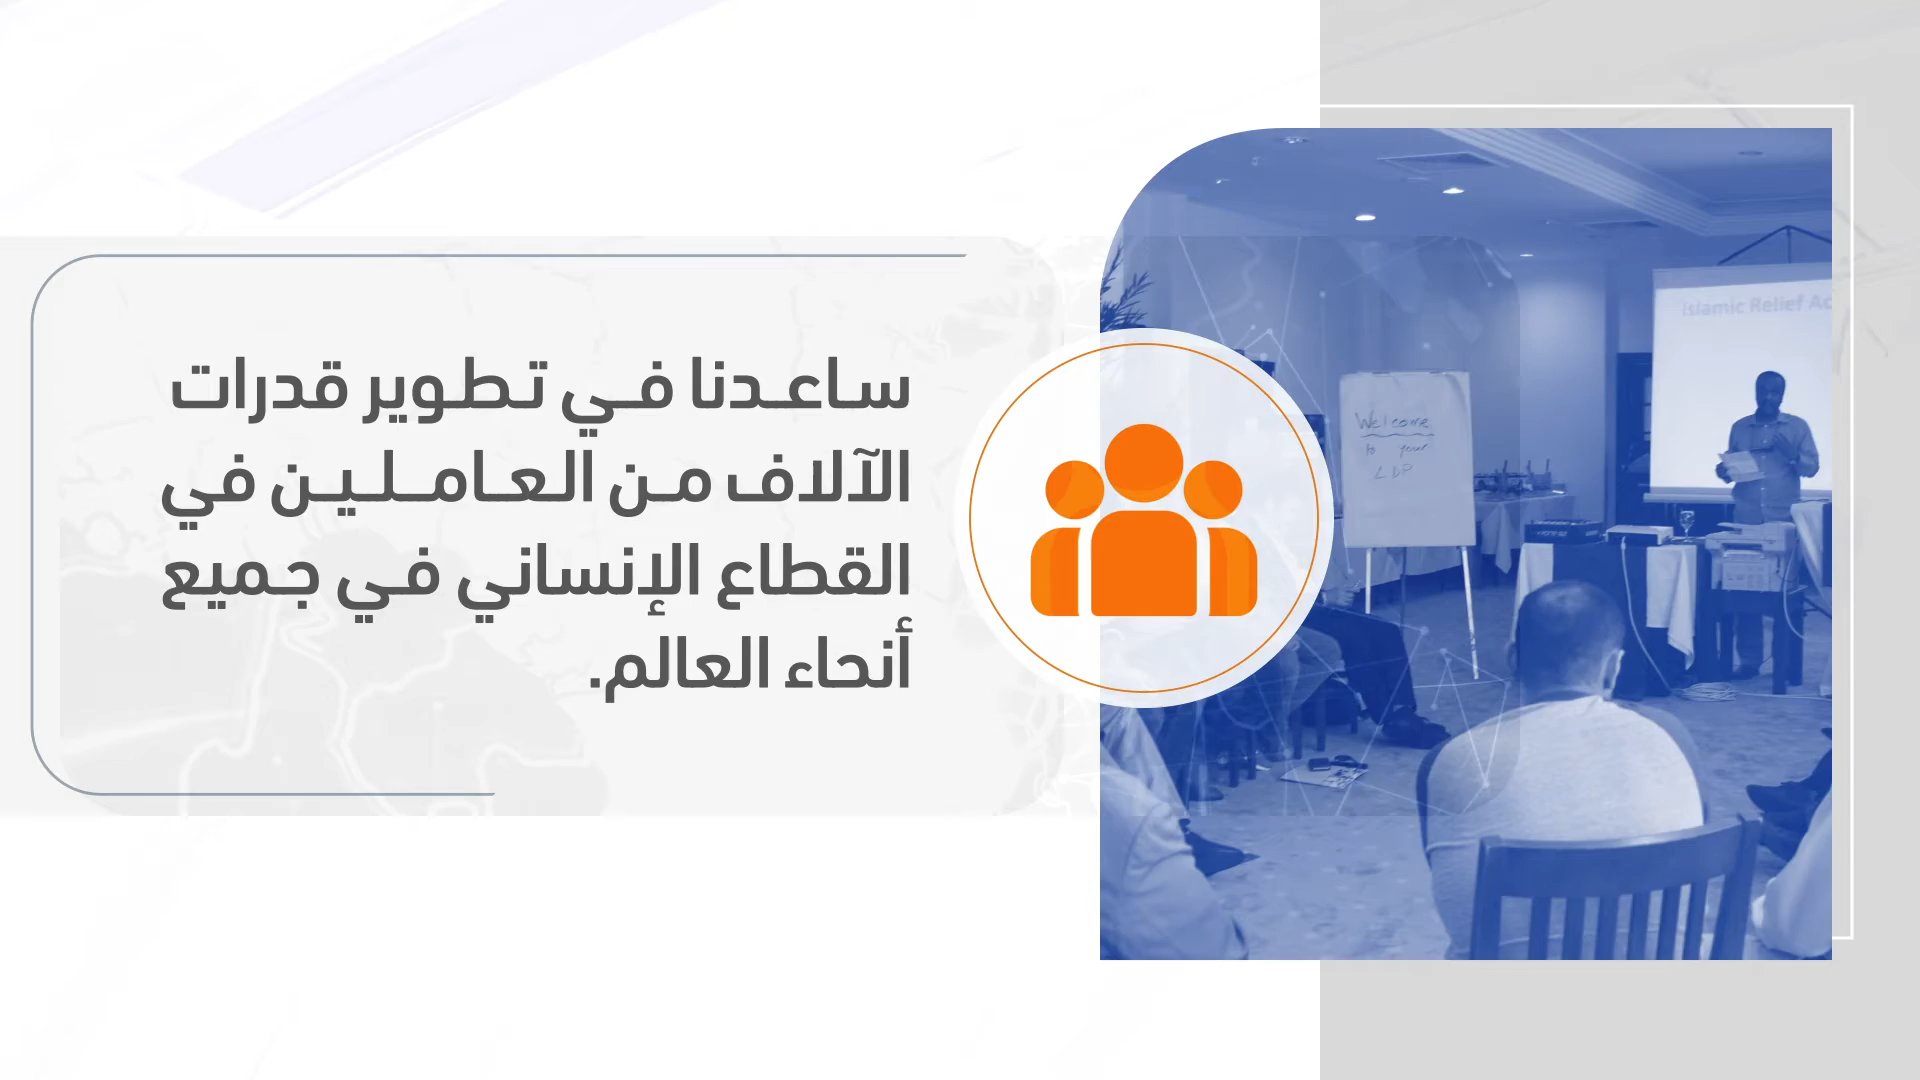 ساعدنا في تطوير قدرات
الآلاف من العاملين في
القطاع الإنساني في جميع
أنحاء العالم.
Islamic Relief Ac
Welcome
to your
LDP